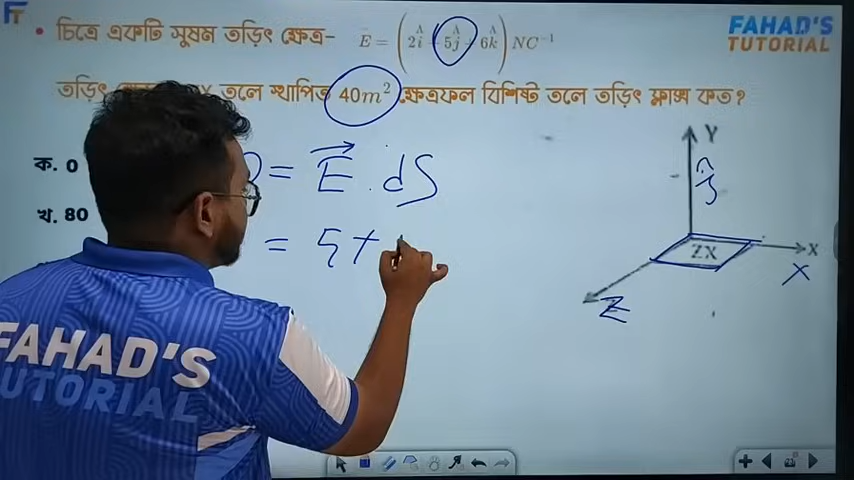 FT
• চিত্রে একটি সুষম তড়িৎ ক্ষেত্র- E = (2î 5ĵ - 6k̂) NC⁻¹
FAHAD'S
TUTORIAL
তড়িৎ তলে স্থাপিত 40m² ক্ষেত্রফল বিশিষ্ট তলে তড়িৎ ফ্লাক্স কত?
Y
ĵ
ক. 0
= E⃗ . dS
খ. 80
= 5 ×
ZX
X
X
Z
FAHAD'S
TUTORIAL